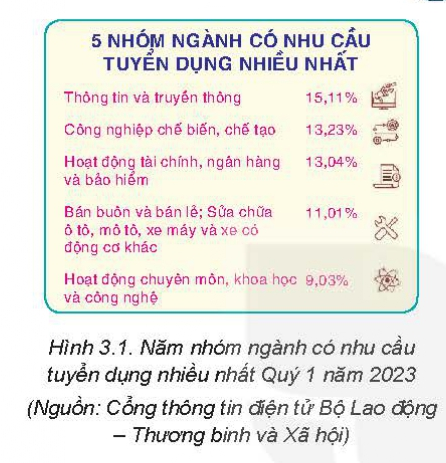 5 NHÓM NGÀNH CÓ NHU CẦU
TUYỂN DỤNG NHIỀU NHẤT
Thông tin và truyền thông 15,11%
Công nghiệp chế biến, chế tạo 13,23%
Hoạt động tài chính, ngân hàng 13,04%
và bảo hiểm
Bán buôn và bán lẻ; Sửa chữa 11,01%
ô tô, mô tô, xe máy và xe có
động cơ khác
Hoạt động chuyên môn, khoa học 9,03%
và công nghệ
Hình 3.1. Năm nhóm ngành có nhu cầu
tuyển dụng nhiều nhất Quý 1 năm 2023
(Nguồn: Cổng thông tin điện tử Bộ Lao động
– Thương binh và Xã hội)